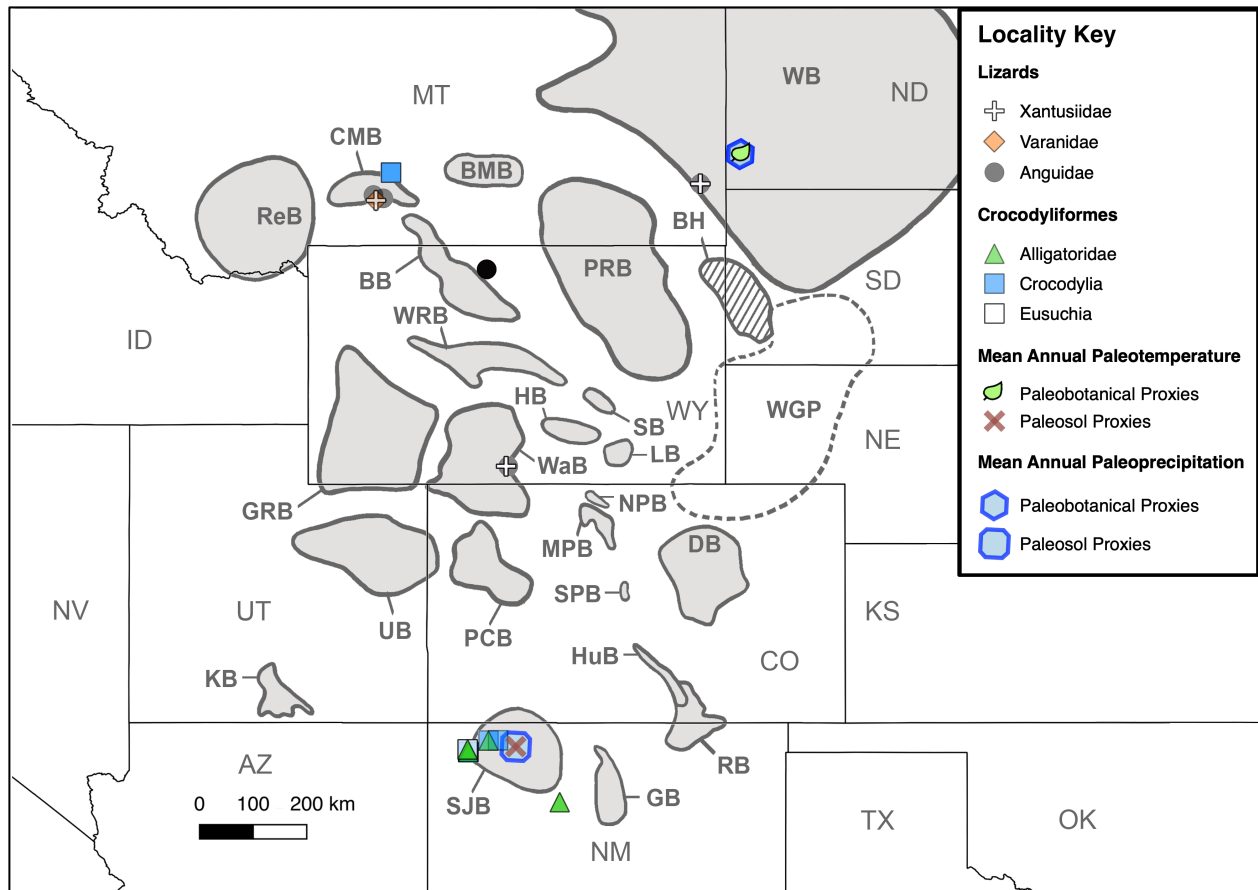 MT
WB
ND
CMB
BMB
ReB
BH
BB
PRB
SD
WRB
ID
HB
WY
SB
WGP
NE
LB
WaB
GRB
NPB
MPB
DB
SPB
NV
UT
UB
PCB
KS
HuB
CO
KB
AZ
RB
SJB
GB
NM
TX
OK
0 100 200 km
Locality Key
Lizards
Xantusiidae
Varanidae
Anguidae
Crocodyliformes
Alligatoridae
Crocodylia
Eusuchia
Mean Annual Paleotemperature
Paleobotanical Proxies
Paleosol Proxies
Mean Annual Paleoprecipitation
Paleobotanical Proxies
Paleosol Proxies